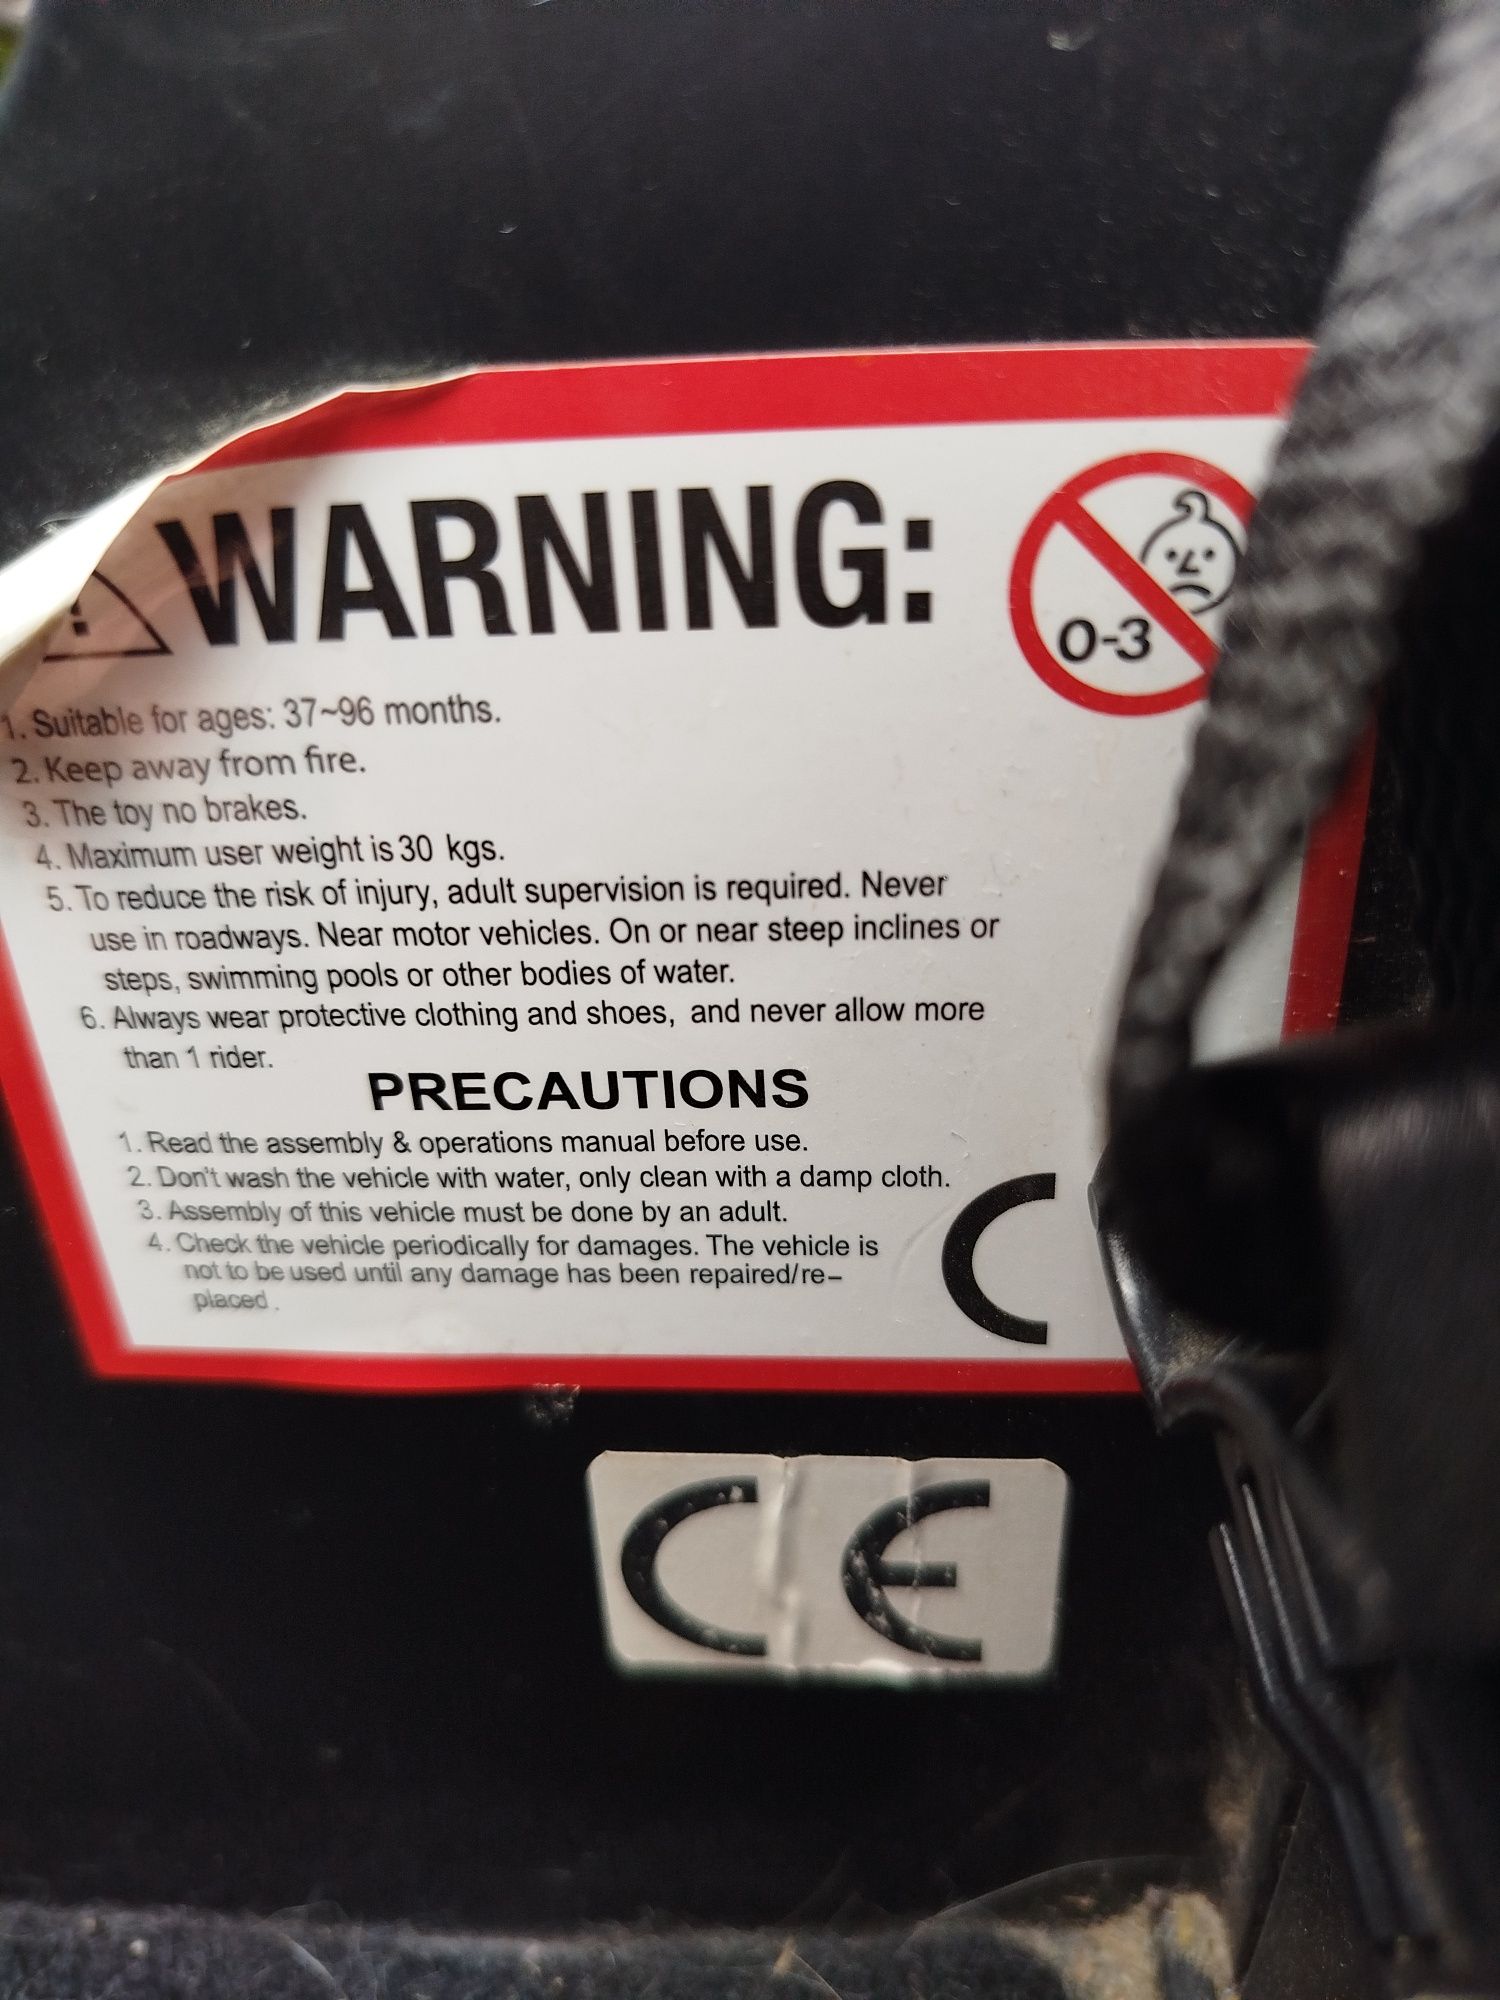 WARNING:
0-3
1. Suitable for ages: 37~96 months.
2. Keep away from fire.
3. The toy no brakes.
4. Maximum user weight is 30 kgs.
5. To reduce the risk of injury, adult supervision is required. Never
use in roadways. Near motor vehicles. On or near steep inclines or
steps, swimming pools or other bodies of water.
6. Always wear protective clothing and shoes, and never allow more
than 1 rider.
PRECAUTIONS
1. Read the assembly & operations manual before use.
2. Don't wash the vehicle with water, only clean with a damp cloth.
3. Assembly of this vehicle must be done by an adult.
4. Check the vehicle periodically for damages. The vehicle is
not to be used until any damage has been repaired/re-
placed.
C
CE